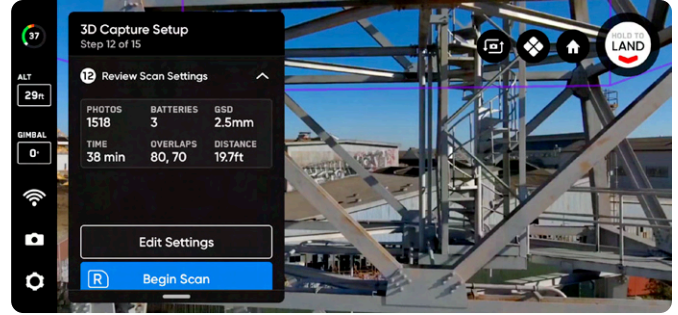 37
ALT
29ft
GIMBAL
0°
3D Capture Setup
Step 12 of 15
12 Review Scan Settings
PHOTOS BATTERIES GSD
1518 3 2.5mm
TIME OVERLAPS DISTANCE
38 min 80, 70 19.7ft
Edit Settings
R Begin Scan
HOLD TO
LAND